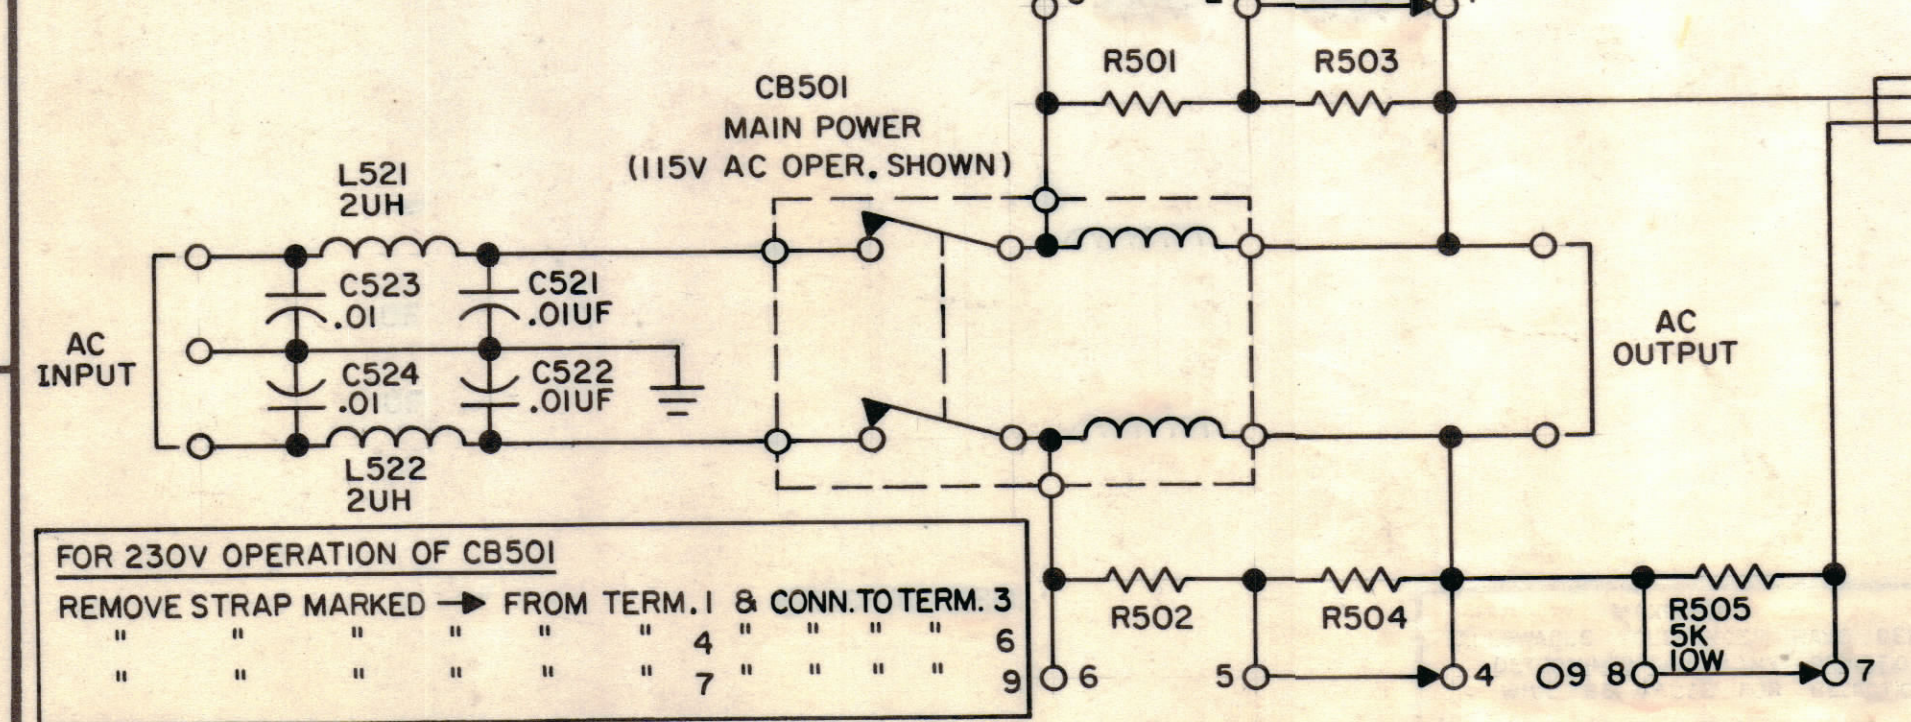 R501
R503
CB501
MAIN POWER
(115V AC OPER. SHOWN)
L521
2UH
C523
.01
C521
.01UF
AC
INPUT
C524
.01
C522
.01UF
L522
2UH
AC
OUTPUT
FOR 230V OPERATION OF CB501
REMOVE STRAP MARKED → FROM TERM. 1 & CONN. TO TERM. 3
" " " " " " 4 " " " " 6
" " " " " " 7 " " " " 9
R502
R504
R505
5K
10W
6
5
4
9
8
7